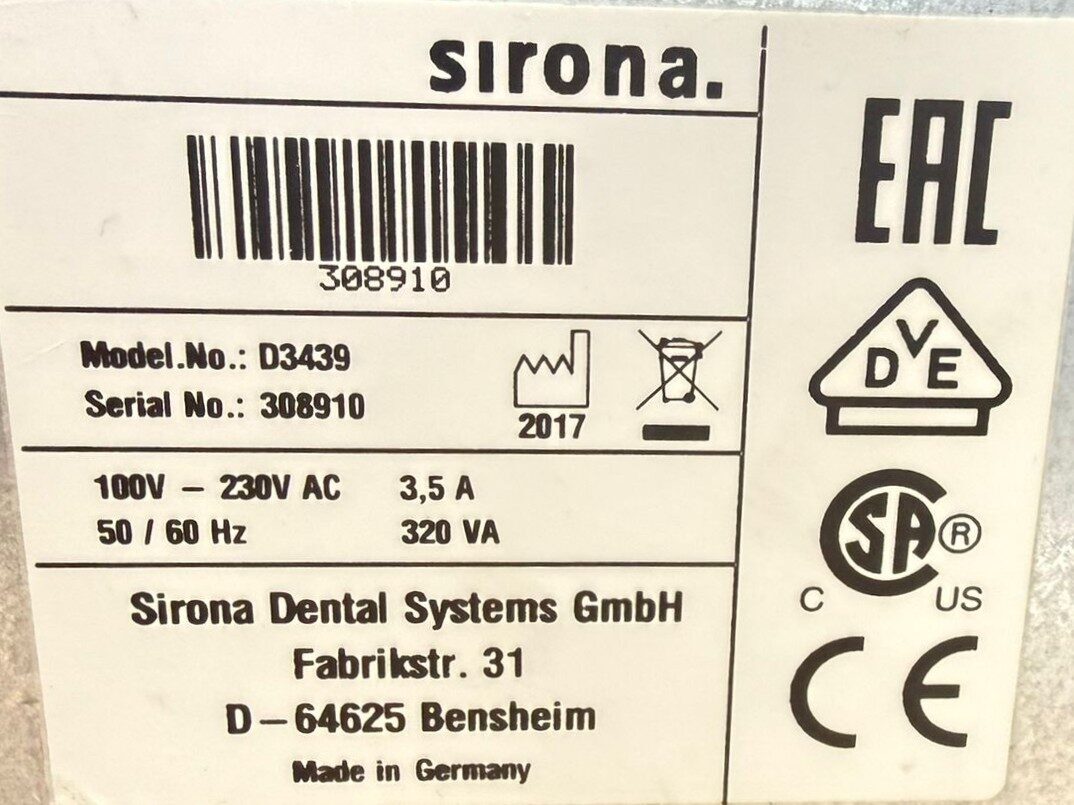 sirona.
308910
Model.No.: D3439
Serial No.: 308910
2017
100V – 230V AC 3,5 A
50 / 60 Hz 320 VA
Sirona Dental Systems GmbH
Fabrikstr. 31
D–64625 Bensheim
Made in Germany
EAC
DVE
CSA ®
C US
CE